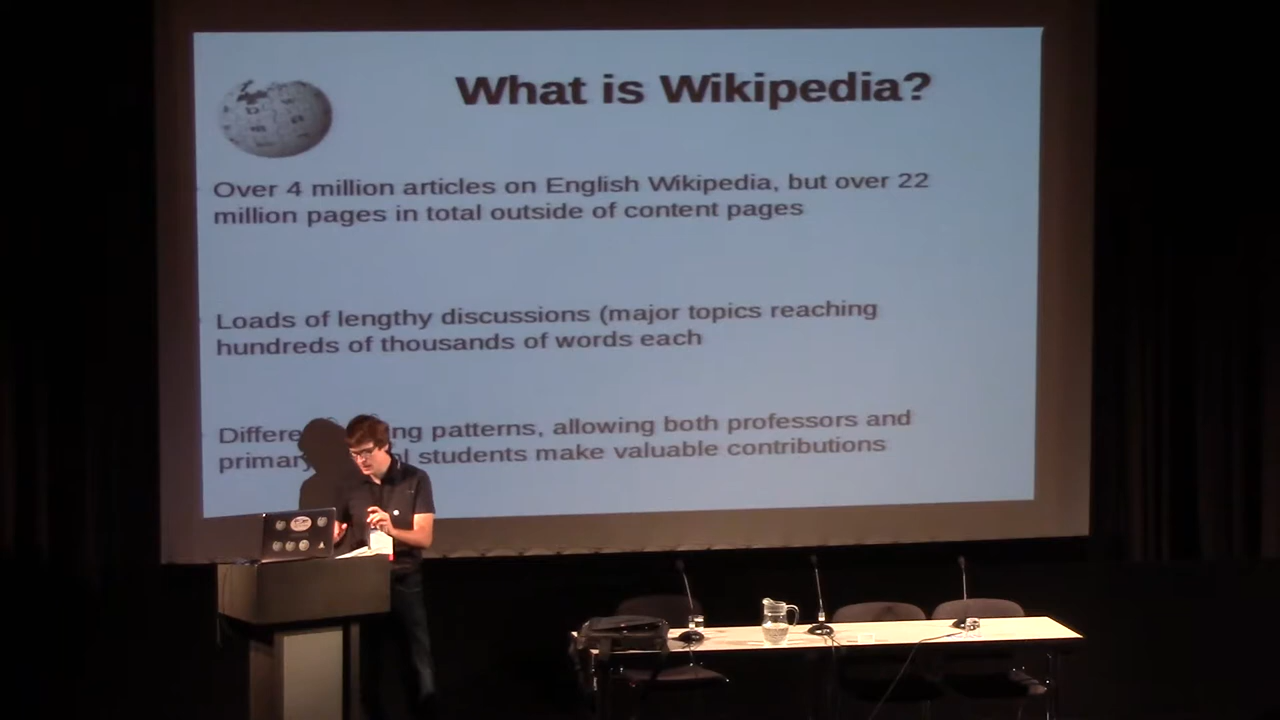 What is Wikipedia?
Over 4 million articles on English Wikipedia, but over 22
million pages in total outside of content pages
Loads of lengthy discussions (major topics reaching
hundreds of thousands of words each
patterns, allowing both professors and
students make valuable contributions